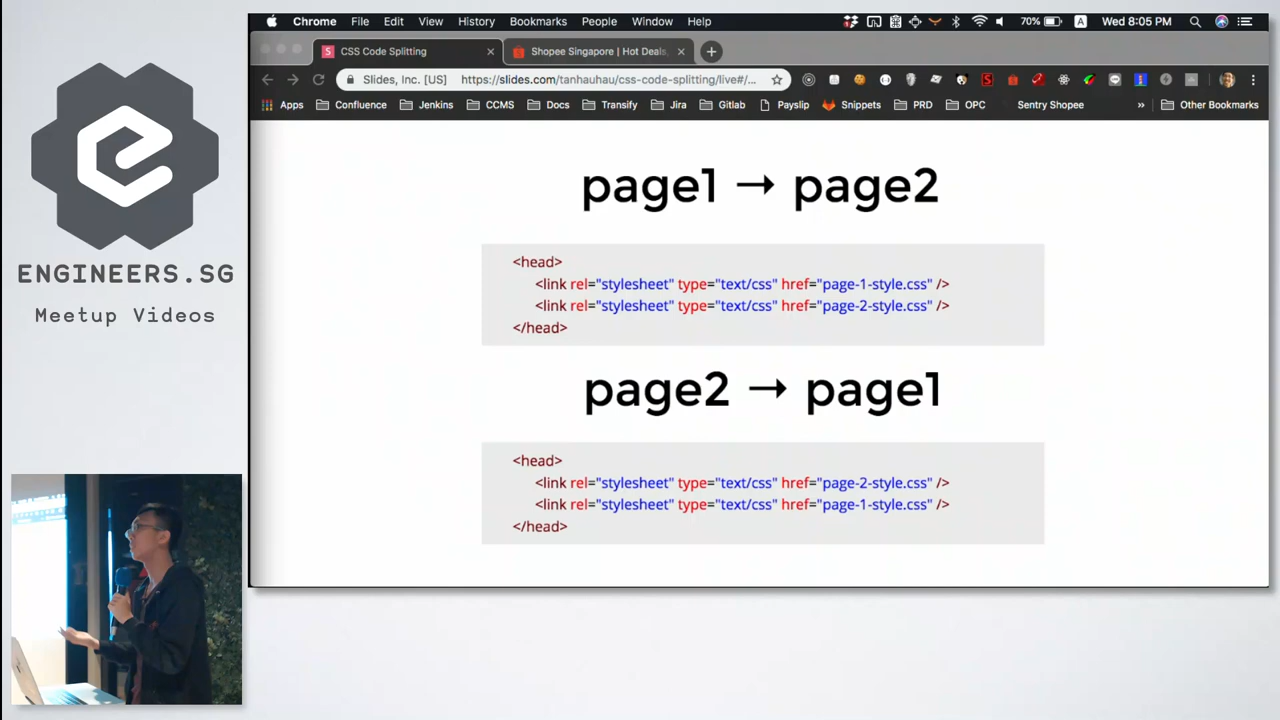 Chrome File Edit View History Bookmarks People Window Help 70% A Wed 8:05 PM
CSS Code Splitting × Shopee Singapore | Hot Deals, ×
Slides, Inc. [US] https://slides.com/tanhauhau/css-code-splitting/live#/...
Apps Confluence Jenkins CCMS Docs Transify Jira Gitlab Payslip Snippets PRD OPC Sentry Shopee » Other Bookmarks
page1 → page2
<head>
<link rel="stylesheet" type="text/css" href="page-1-style.css" />
<link rel="stylesheet" type="text/css" href="page-2-style.css" />
</head>
page2 → page1
<head>
<link rel="stylesheet" type="text/css" href="page-2-style.css" />
<link rel="stylesheet" type="text/css" href="page-1-style.css" />
</head>
ENGINEERS.SG
Meetup Videos